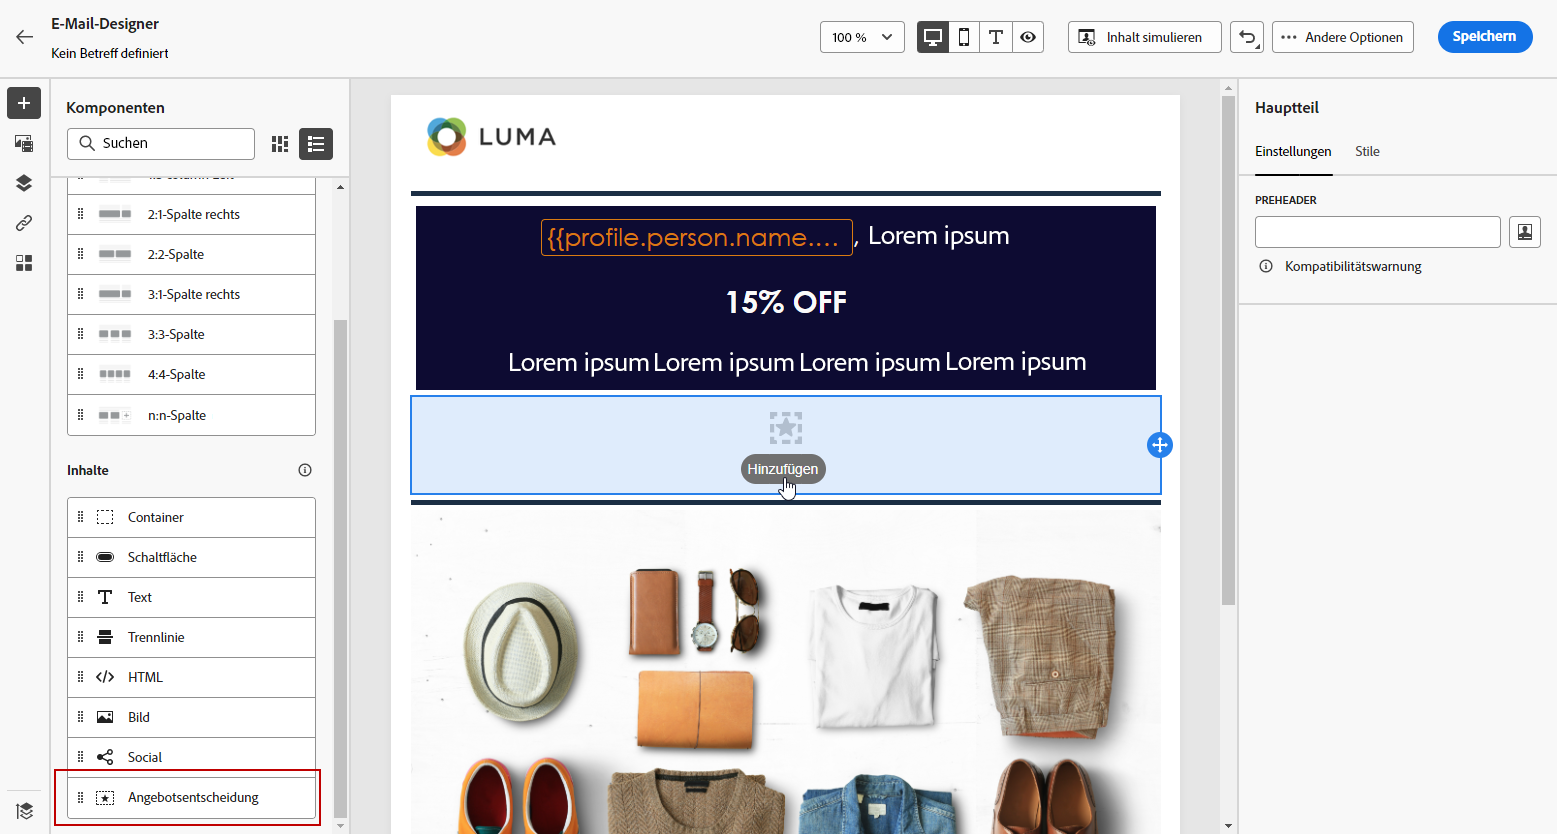 E-Mail-Designer
Kein Betreff definiert
100 %
Inhalt simulieren
Andere Optionen
Speichern
Komponenten
Suchen
2:1-Spalte rechts
2:2-Spalte
3:1-Spalte rechts
3:3-Spalte
4:4-Spalte
n:n-Spalte
Inhalte
Container
Schaltfläche
Text
Trennlinie
HTML
Bild
Social
Angebotsentscheidung
LUMA
{{profile.person.name.... , Lorem ipsum
15% OFF
Lorem ipsum Lorem ipsum Lorem ipsum Lorem ipsum
Hinzufügen
Hauptteil
Einstellungen Stile
PREHEADER
Kompatibilitätswarnung